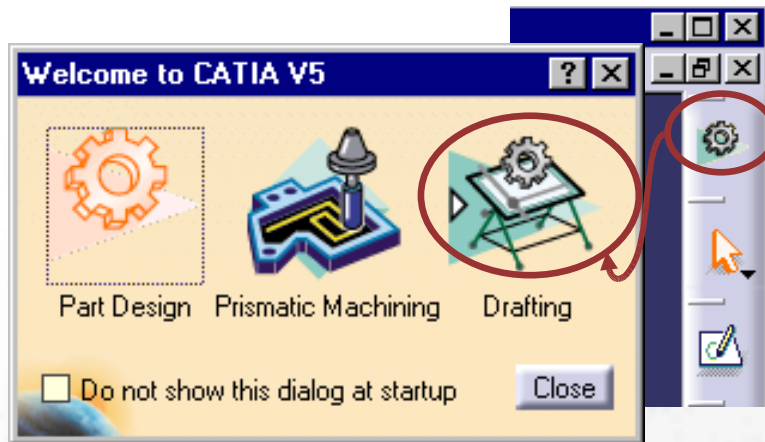 Welcome to CATIA V5
Part Design Prismatic Machining Drafting
Do not show this dialog at startup Close